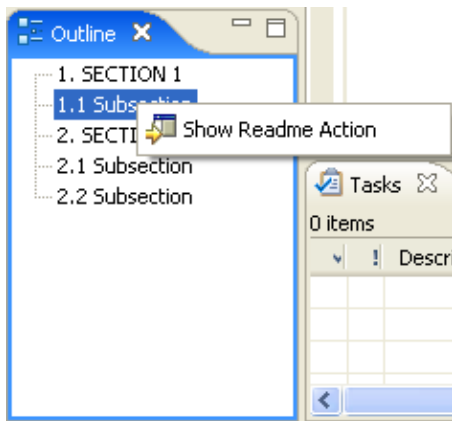 Outline
1. SECTION 1
1.1 Subsection
Show Readme Action
2. SECTI
2.1 Subsection
2.2 Subsection
Tasks
0 items
! Descri